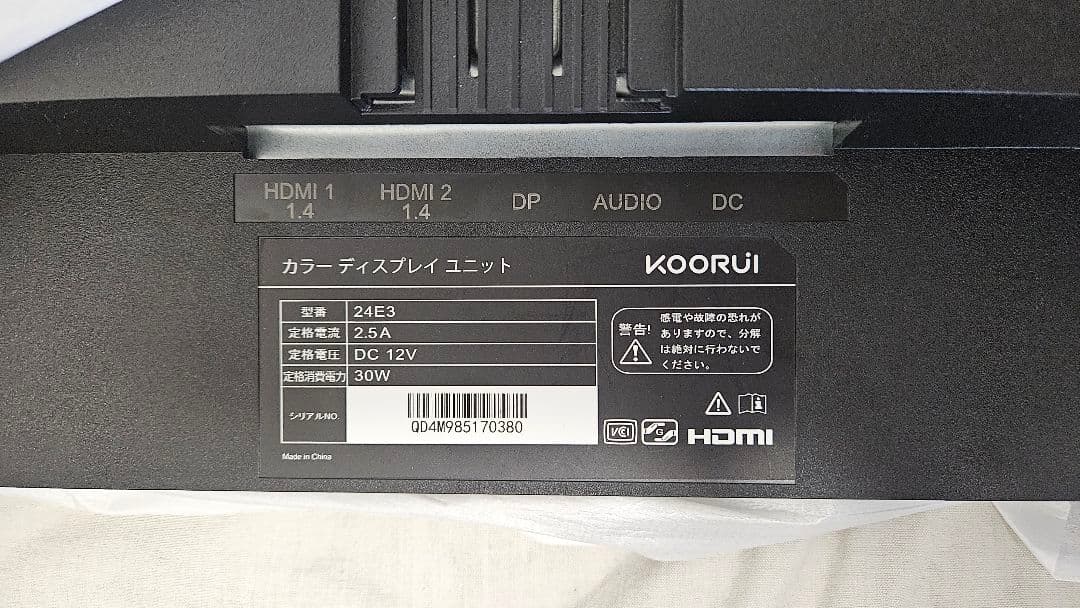 HDMI 1 HDMI 2 DP AUDIO DC
1.4 1.4
カラー ディスプレイ ユニット KOORUI
型番 24E3
定格電流 2.5A
定格電圧 DC 12V
定格消費電力 30W
シリアルNO. QD4M985170380
警告!
感電や故障の恐れが
ありますので、分解
は絶対に行わないで
ください。
VCCI
G
HDMI
Made in China